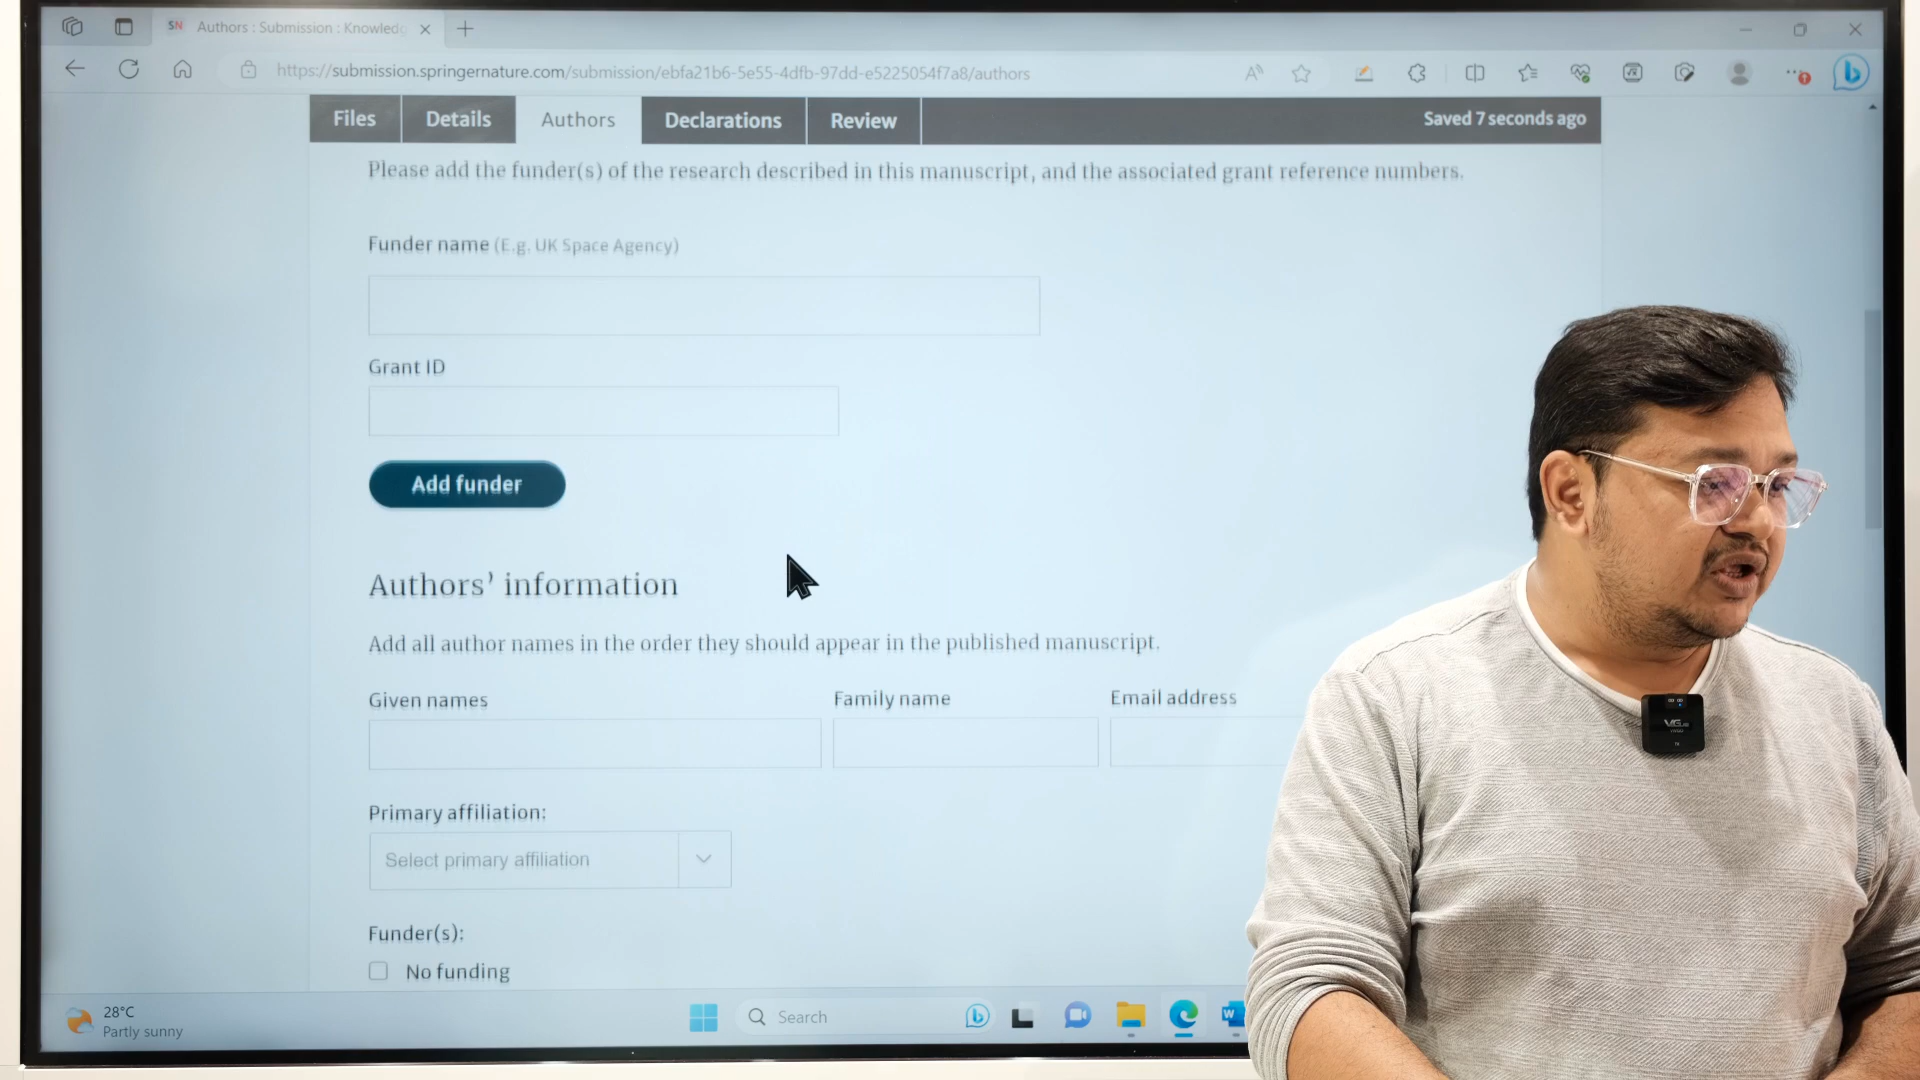 SN Authors : Submission : Knowledg
https://submission.springernature.com/submission/ebfa21b6-5e55-4dfb-97dd-e5225054f7a8/authors
Files Details Authors Declarations Review Saved 7 seconds ago
Please add the funder(s) of the research described in this manuscript, and the associated grant reference numbers.
Funder name (E.g. UK Space Agency)
Grant ID
Add funder
Authors’ information
Add all author names in the order they should appear in the published manuscript.
Given names Family name Email address
Primary affiliation:
Select primary affiliation
Funder(s):
No funding
28°C
Partly sunny
Search